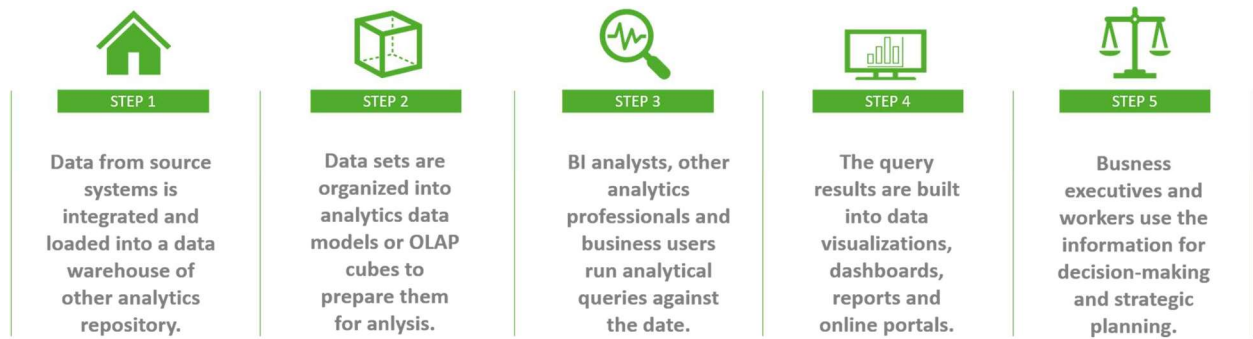 STEP 1
Data from source
systems is
integrated and
loaded into a data
warehouse of
other analytics
repository.
STEP 2
Data sets are
organized into
analytics data
models or OLAP
cubes to
prepare them
for anlysis.
STEP 3
BI analysts, other
analytics
professionals and
business users
run analytical
queries against
the date.
STEP 4
The query
results are built
into data
visualizations,
dashboards,
reports and
online portals.
STEP 5
Busness
executives and
workers use the
information for
decision-making
and strategic
planning.